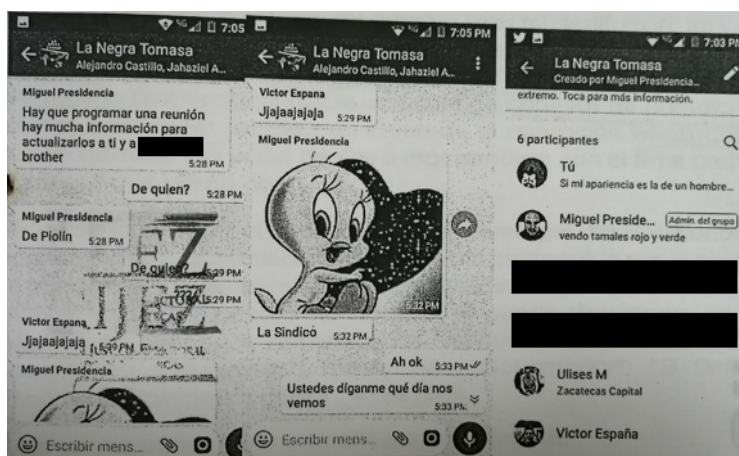 7:05
La Negra Tomasa
Alejandro Castillo, Jahaziel A...
Miguel Presidencia
Hay que programar una reunión
hay mucha información para
actualizarlos a ti y a
brother
5:28 PM
De quien? 5:28 PM
Miguel Presidencia
De Piolín 5:28 PM
De quien? 5:29 PM
???? 5:29 PM
Victor Espana
Jjajaajajaja 5:29 PM
Miguel Presidencia
Escribir mens...
7:05 PM
La Negra Tomasa
Alejandro Castillo, Jahaziel A...
Victor Espana
Jjajaajajaja 5:29 PM
Miguel Presidencia
5:32 PM
La Sindicó 5:32 PM
Ah ok 5:33 PM
Ustedes díganme qué día nos
vemos 5:33 PM
Escribir mens...
7:03 PM
La Negra Tomasa
Creado por Miguel Presidencia...
extremo. Toca para más información.
6 participantes
Tú
Si mi apariencia es la de un hombre...
Miguel Preside... Admin. del grupo
vendo tamales rojo y verde
Ulises M
Zacatecas Capital
Victor España